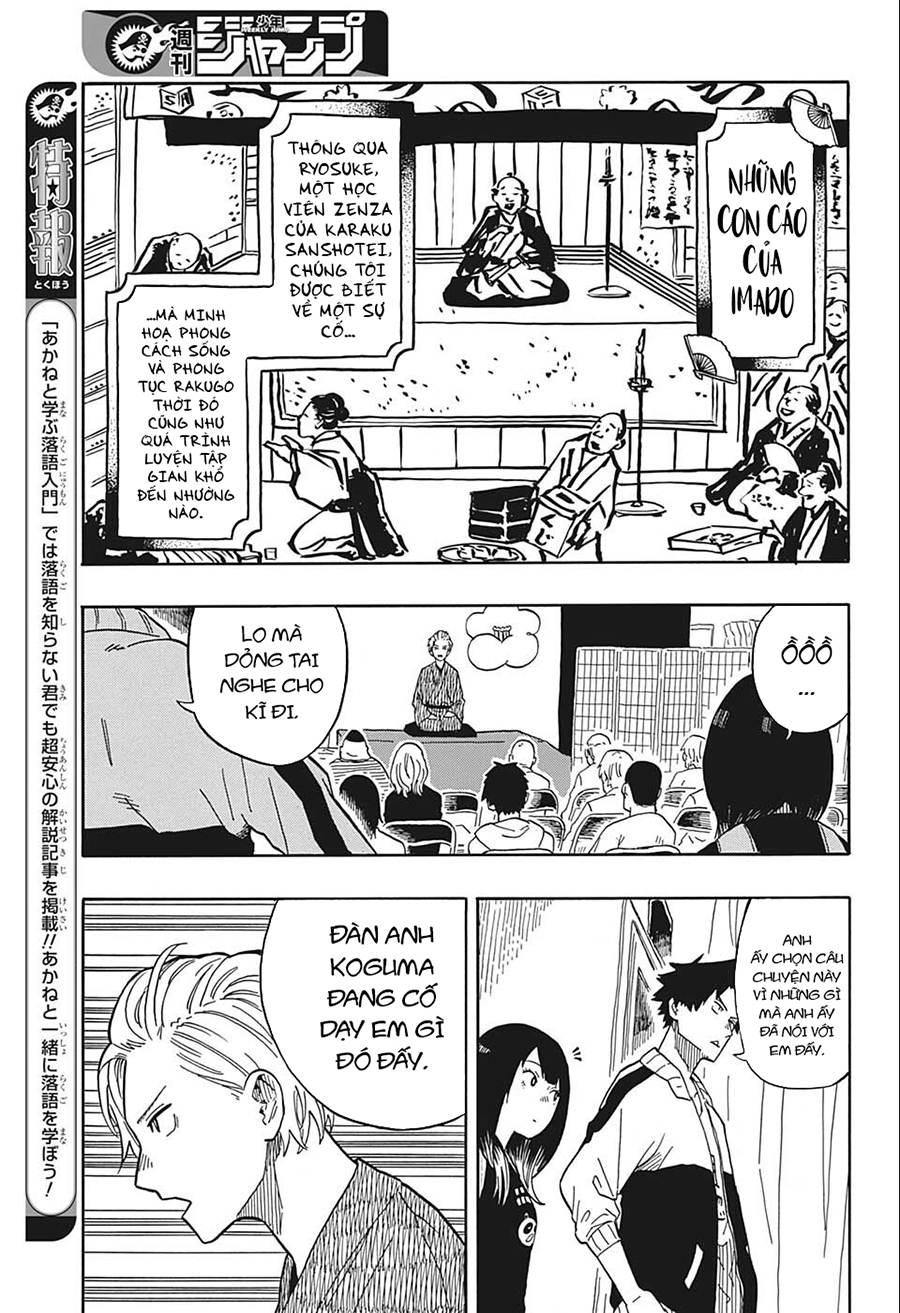 週刊
少年
WEEKLY JUMP
ジャンプ
特★報
とくほう
「あかねと学ぶ落語入門」では落語を知らない君でも超安心の解説記事を掲載!!あかねと一緒に落語を学ぼう!
NHỮNG
CON CÁO
CỦA
IMADO
THÔNG QUA
RYOSUKE,
MỘT HỌC
VIÊN ZENZA
CỦA KARAKU
SANSHOTEI,
CHÚNG TÔI
ĐƯỢC BIẾT
VỀ MỘT SỰ
CỐ...
...MÀ MINH
HOẠ PHONG
CÁCH SỐNG
VÀ PHONG
TỤC RAKUGO
THỜI ĐÓ
CŨNG NHƯ
QUÁ TRÌNH
LUYỆN TẬP
GIAN KHỔ
ĐẾN NHƯỜNG
NÀO.
くじ
ỒỒỒ
...
LO MÀ
DỎNG TAI
NGHE CHO
KĨ ĐI.
ANH
ẤY CHỌN CÂU
CHUYỆN NÀY
VÌ NHỮNG GÌ
MÀ ANH ẤY
ĐÃ NÓI VỚI
EM ĐẤY.
ĐÀN ANH
KOGUMA
ĐANG CỐ
DẠY EM GÌ
ĐÓ ĐẤY.